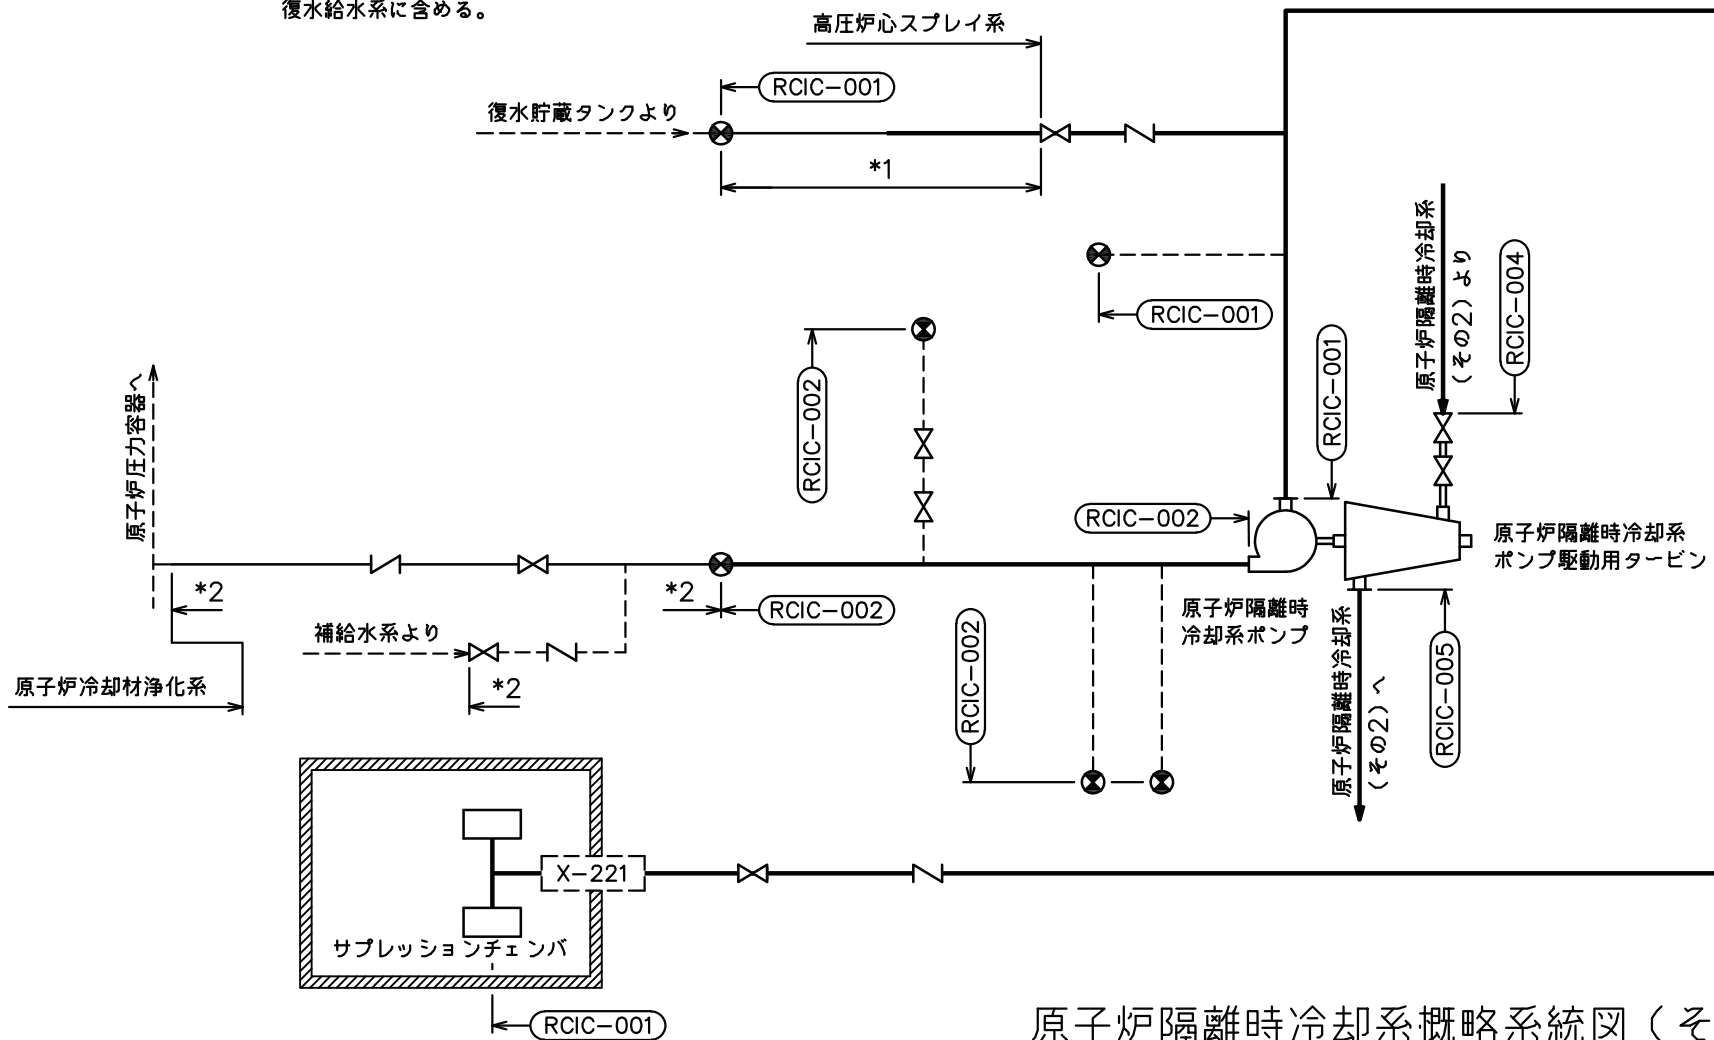 復水給水系に含める。
高圧炉心スプレイ系
RCIC-001
復水貯蔵タンクより
*1
RCIC-001
原子炉隔離時冷却系
(その2)より
RCIC-004
RCIC-001
RCIC-002
原子炉圧力容器へ
RCIC-002
原子炉隔離時冷却系
ポンプ駆動用タービン
*2
*2
RCIC-002
原子炉隔離時
冷却系ポンプ
補給水系より
RCIC-002
原子炉隔離時冷却系
(その2)へ
RCIC-005
原子炉冷却材浄化系
*2
X-221
サプレッションチェンバ
RCIC-001
原子炉隔離時冷却系概略系統図(そ